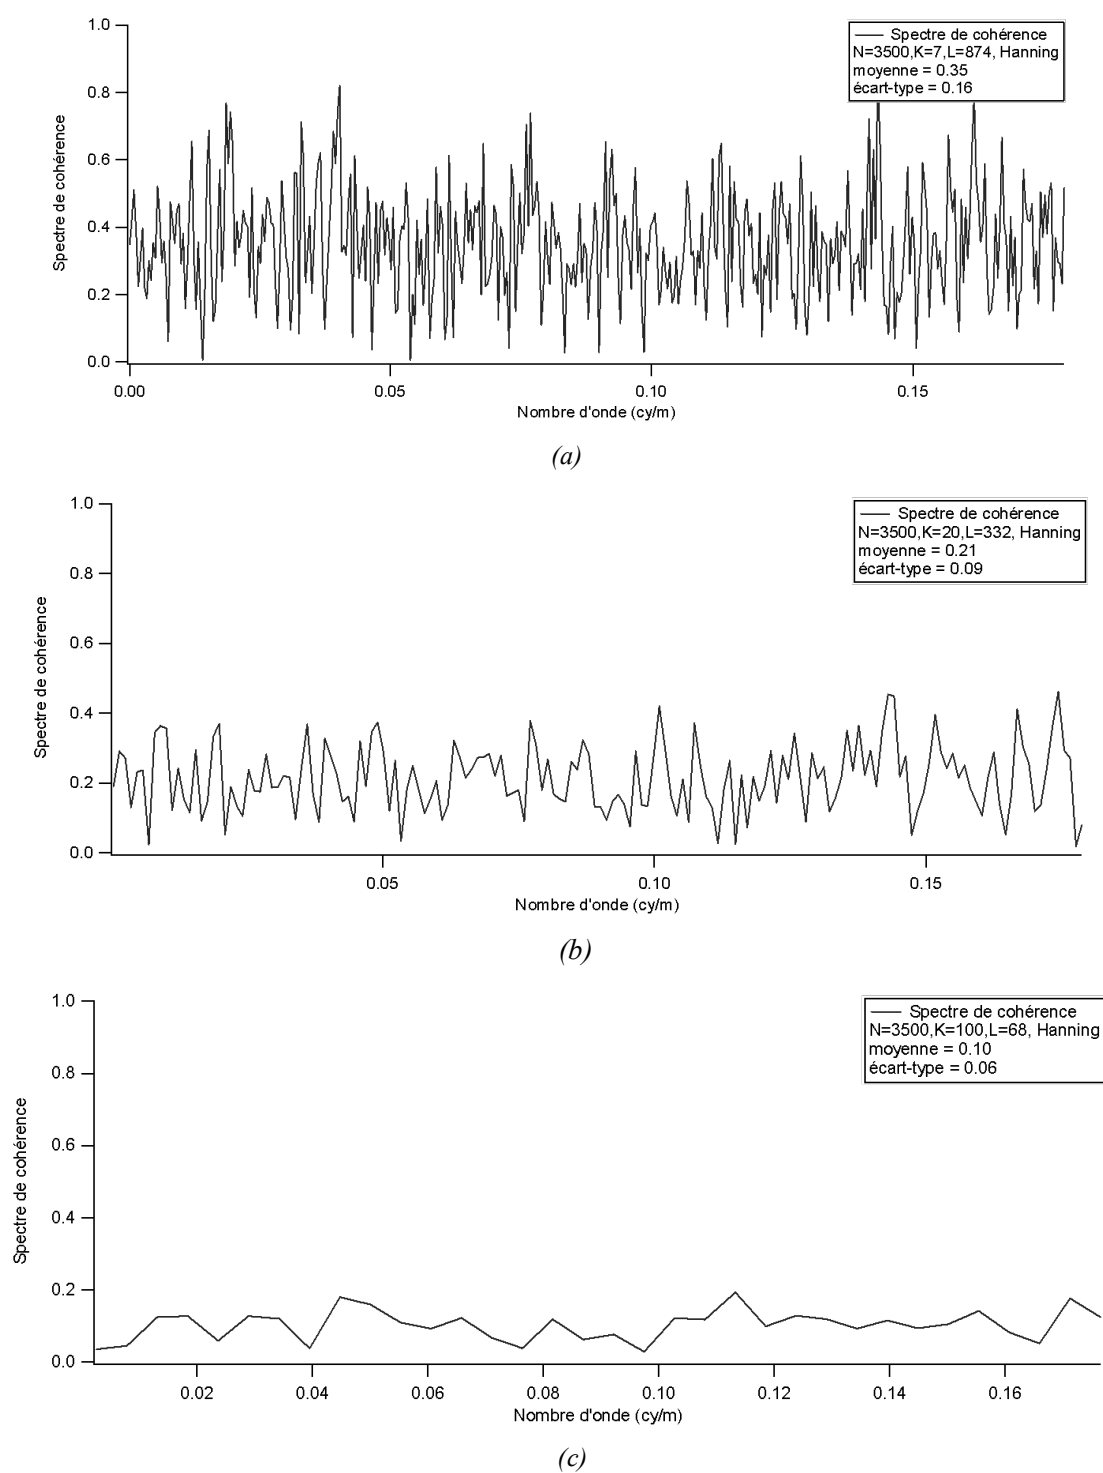 1.0
0.8
0.6
0.4
0.2
0.0
Spectre de cohérence
Spectre de cohérence
N=3500,K=7,L=874, Hanning
moyenne = 0.35
écart-type = 0.16
0.00 0.05 0.10 0.15
Nombre d'onde (cy/m)
(a)
1.0
0.8
0.6
0.4
0.2
0.0
Spectre de cohérence
Spectre de cohérence
N=3500,K=20,L=332, Hanning
moyenne = 0.21
écart-type = 0.09
0.05 0.10 0.15
Nombre d'onde (cy/m)
(b)
1.0
0.8
0.6
0.4
0.2
0.0
Spectre de cohérence
Spectre de cohérence
N=3500,K=100,L=68, Hanning
moyenne = 0.10
écart-type = 0.06
0.02 0.04 0.06 0.08 0.10 0.12 0.14 0.16
Nombre d'onde (cy/m)
(c)